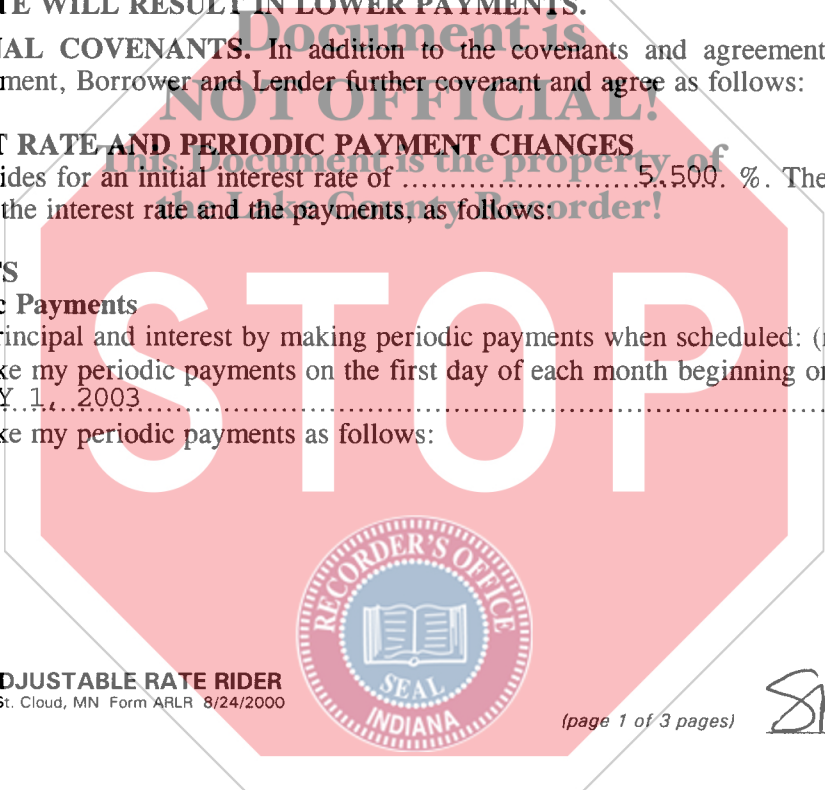 TE WILL RESULT IN LOWER PAYMENTS.
Document is
NAL COVENANTS. In addition to the covenants and agreement
ment, Borrower and Lender further covenant and agree as follows:
NOT OFFICIAL!
T RATE AND PERIODIC PAYMENT CHANGES
This Document is the property of
ides for an initial interest rate of ........................5.500. %. The
the interest rate and the payments, as follows:
the Lake County Recorder!
TS
c Payments
rincipal and interest by making periodic payments when scheduled: (
ke my periodic payments on the first day of each month beginning on
Y 1, 2003
ke my periodic payments as follows:
STOP
RECORDER'S OFFICE
SEAL
INDIANA
DJUSTABLE RATE RIDER
St. Cloud, MN Form ARLR 8/24/2000
(page 1 of 3 pages)